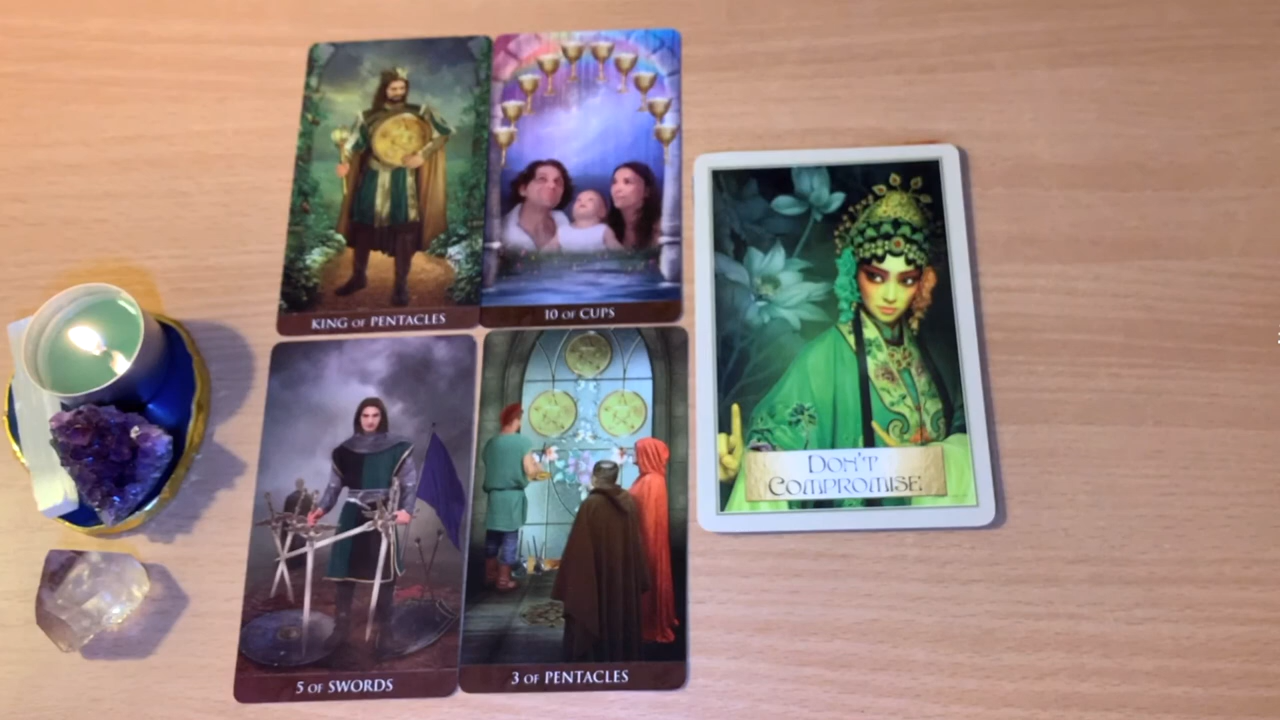 KING OF PENTACLES
10 OF CUPS
5 OF SWORDS
3 OF PENTACLES
DON'T
COMPROMISE